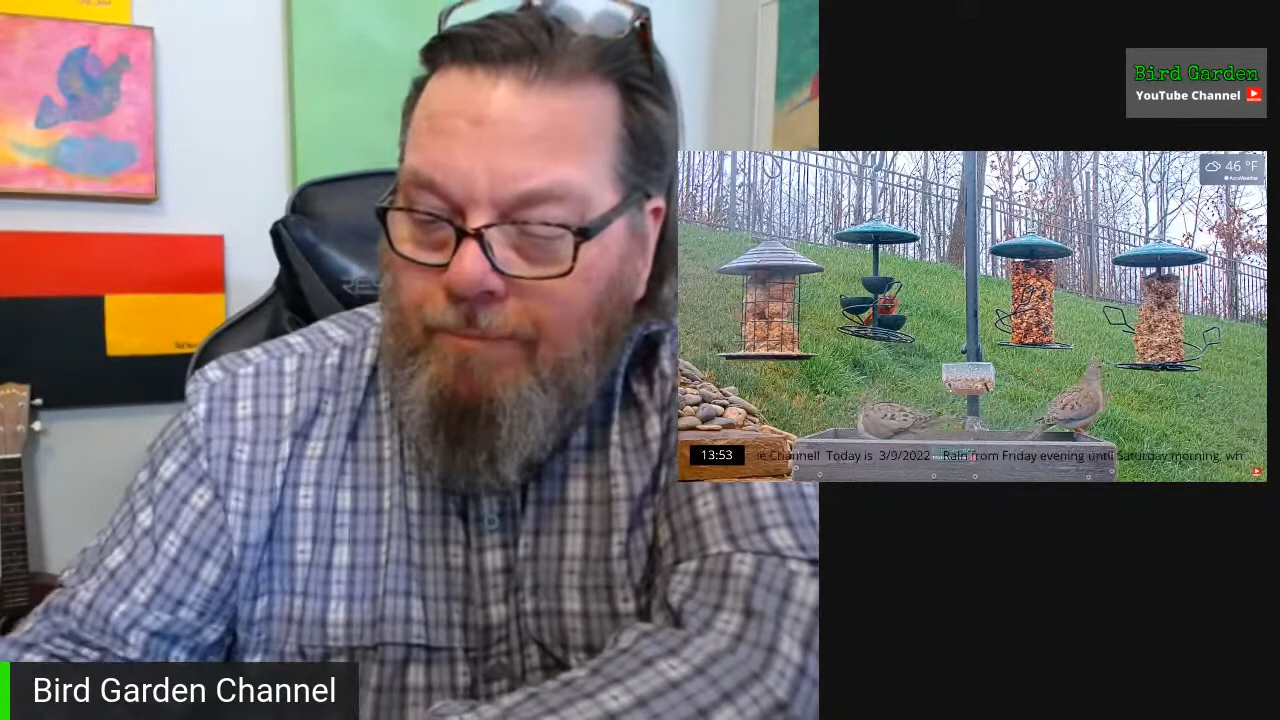 Bird Garden
YouTube Channel
46 °F
AccuWeather
13:53
e Channel! Today is 3/9/2022 Rain from Friday evening until Saturday morning, wh
Bird Garden Channel